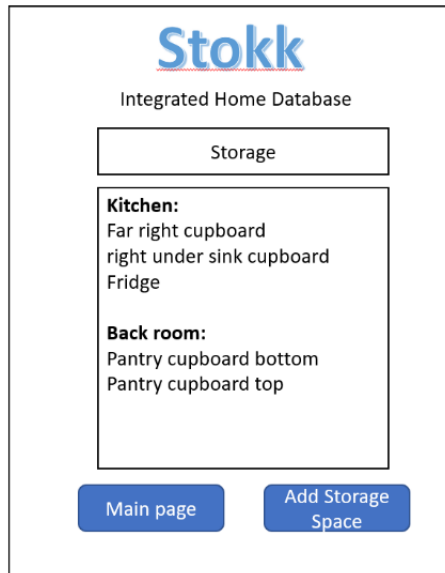 Stokk
Integrated Home Database
Storage
Kitchen:
Far right cupboard
right under sink cupboard
Fridge
Back room:
Pantry cupboard bottom
Pantry cupboard top
Main page
Add Storage
Space